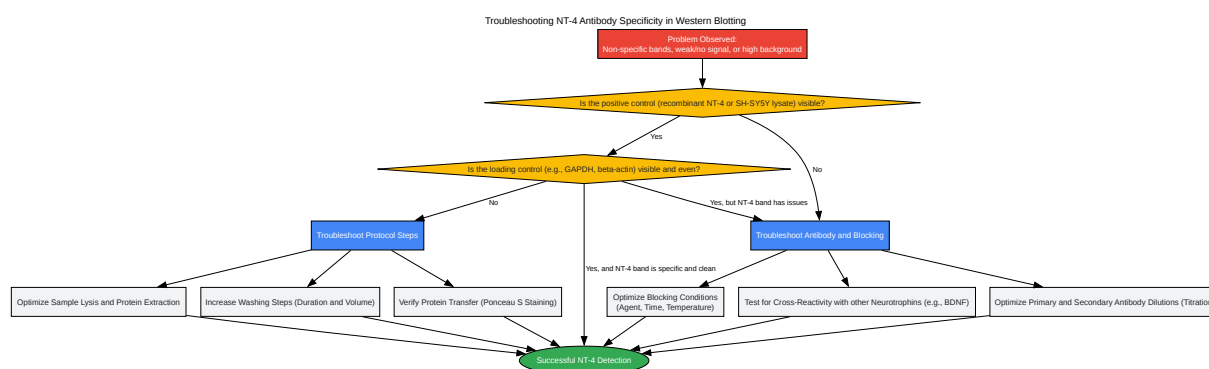 Troubleshooting NT-4 Antibody Specificity in Western Blotting
Problem Observed:
Non-specific bands, weak/no signal, or high background
Is the positive control (recombinant NT-4 or SH-SY5Y lysate) visible?
Yes
Is the loading control (e.g., GAPDH, beta-actin) visible and even?
No
No
Yes, but NT-4 band has issues
Troubleshoot Protocol Steps
Troubleshoot Antibody and Blocking
Yes, and NT-4 band is specific and clean
Optimize Sample Lysis and Protein Extraction
Increase Washing Steps (Duration and Volume)
Verify Protein Transfer (Ponceau S Staining)
Optimize Blocking Conditions
(Agent, Time, Temperature)
Test for Cross-Reactivity with other Neurotrophins (e.g., BDNF)
Optimize Primary and Secondary Antibody Dilutions
Successful NT-4 Detection